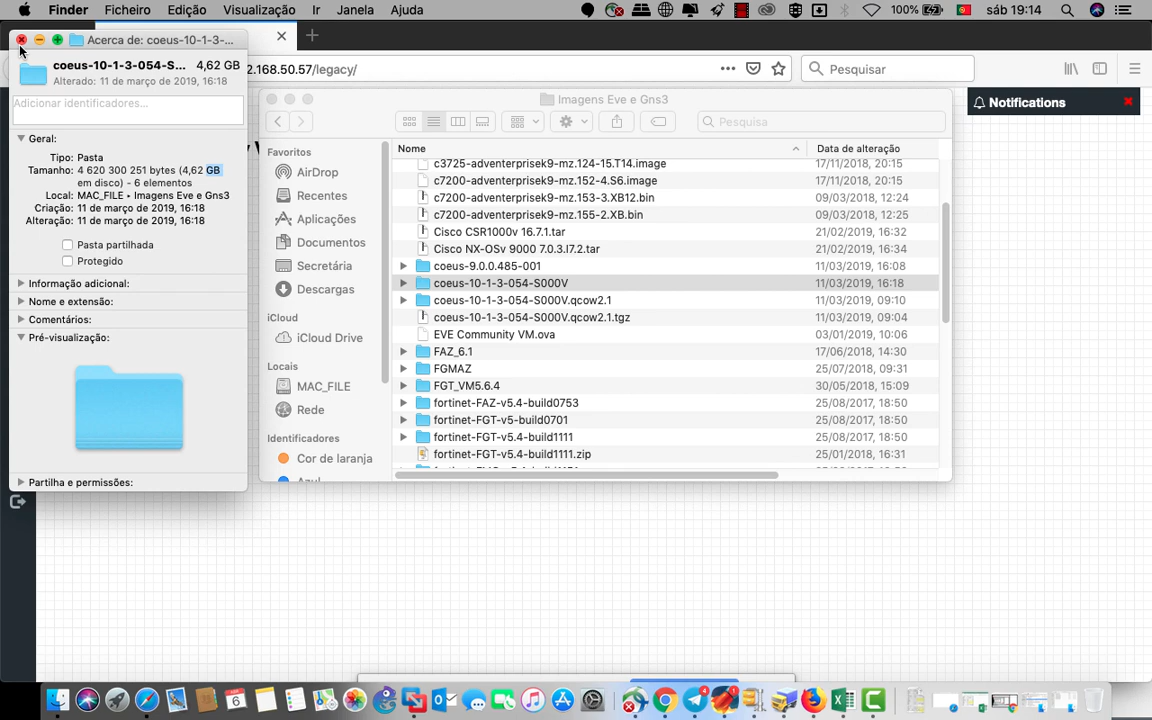 Finder Ficheiro Edição Visualização Ir Janela Ajuda 100% sáb 19:14
Acerca de: coeus-10-1-3-...
coeus-10-1-3-054-S... 4,62 GB
Alterado: 11 de março de 2019, 16:18
Adicionar identificadores...
Geral:
Tipo: Pasta
Tamanho: 4 620 300 251 bytes (4,62 GB
em disco) - 6 elementos
Local: MAC_FILE • Imagens Eve e Gns3
Criação: 11 de março de 2019, 16:18
Alteração: 11 de março de 2019, 16:18
Pasta partilhada
Protegido
Informação adicional:
Nome e extensão:
Comentários:
Pré-visualização:
Partilha e permissões:
2.168.50.57/legacy/
Pesquisar
Notifications
Imagens Eve e Gns3
Pesquisa
Favoritos
AirDrop
Recentes
Aplicações
Documentos
Secretária
Descargas
iCloud
iCloud Drive
Locais
MAC_FILE
Rede
Identificadores
Cor de laranja
Azul
Nome Data de alteração
c3725-adventerprisek9-mz.124-15.T14.image 17/11/2018, 20:15
c7200-adventerprisek9-mz.152-4.S6.image 17/11/2018, 20:15
c7200-adventerprisek9-mz.153-3.XB12.bin 09/03/2018, 12:24
c7200-adventerprisek9-mz.155-2.XB.bin 09/03/2018, 12:25
Cisco CSR1000v 16.7.1.tar 21/02/2019, 16:32
Cisco NX-OSv 9000 7.0.3.I7.2.tar 21/02/2019, 16:34
coeus-9.0.0.485-001 11/03/2019, 16:08
coeus-10-1-3-054-S000V 11/03/2019, 16:18
coeus-10-1-3-054-S000V.qcow2.1 11/03/2019, 09:10
coeus-10-1-3-054-S000V.qcow2.1.tgz 11/03/2019, 09:04
EVE Community VM.ova 03/01/2019, 10:06
FAZ_6.1 17/06/2018, 14:30
FGMAZ 25/07/2018, 09:31
FGT_VM5.6.4 30/05/2018, 15:09
fortinet-FAZ-v5.4-build0753 25/08/2017, 18:50
fortinet-FGT-v5-build0701 25/08/2017, 18:50
fortinet-FGT-v5.4-build1111 25/08/2017, 18:50
fortinet-FGT-v5.4-build1111.zip 25/01/2018, 16:31